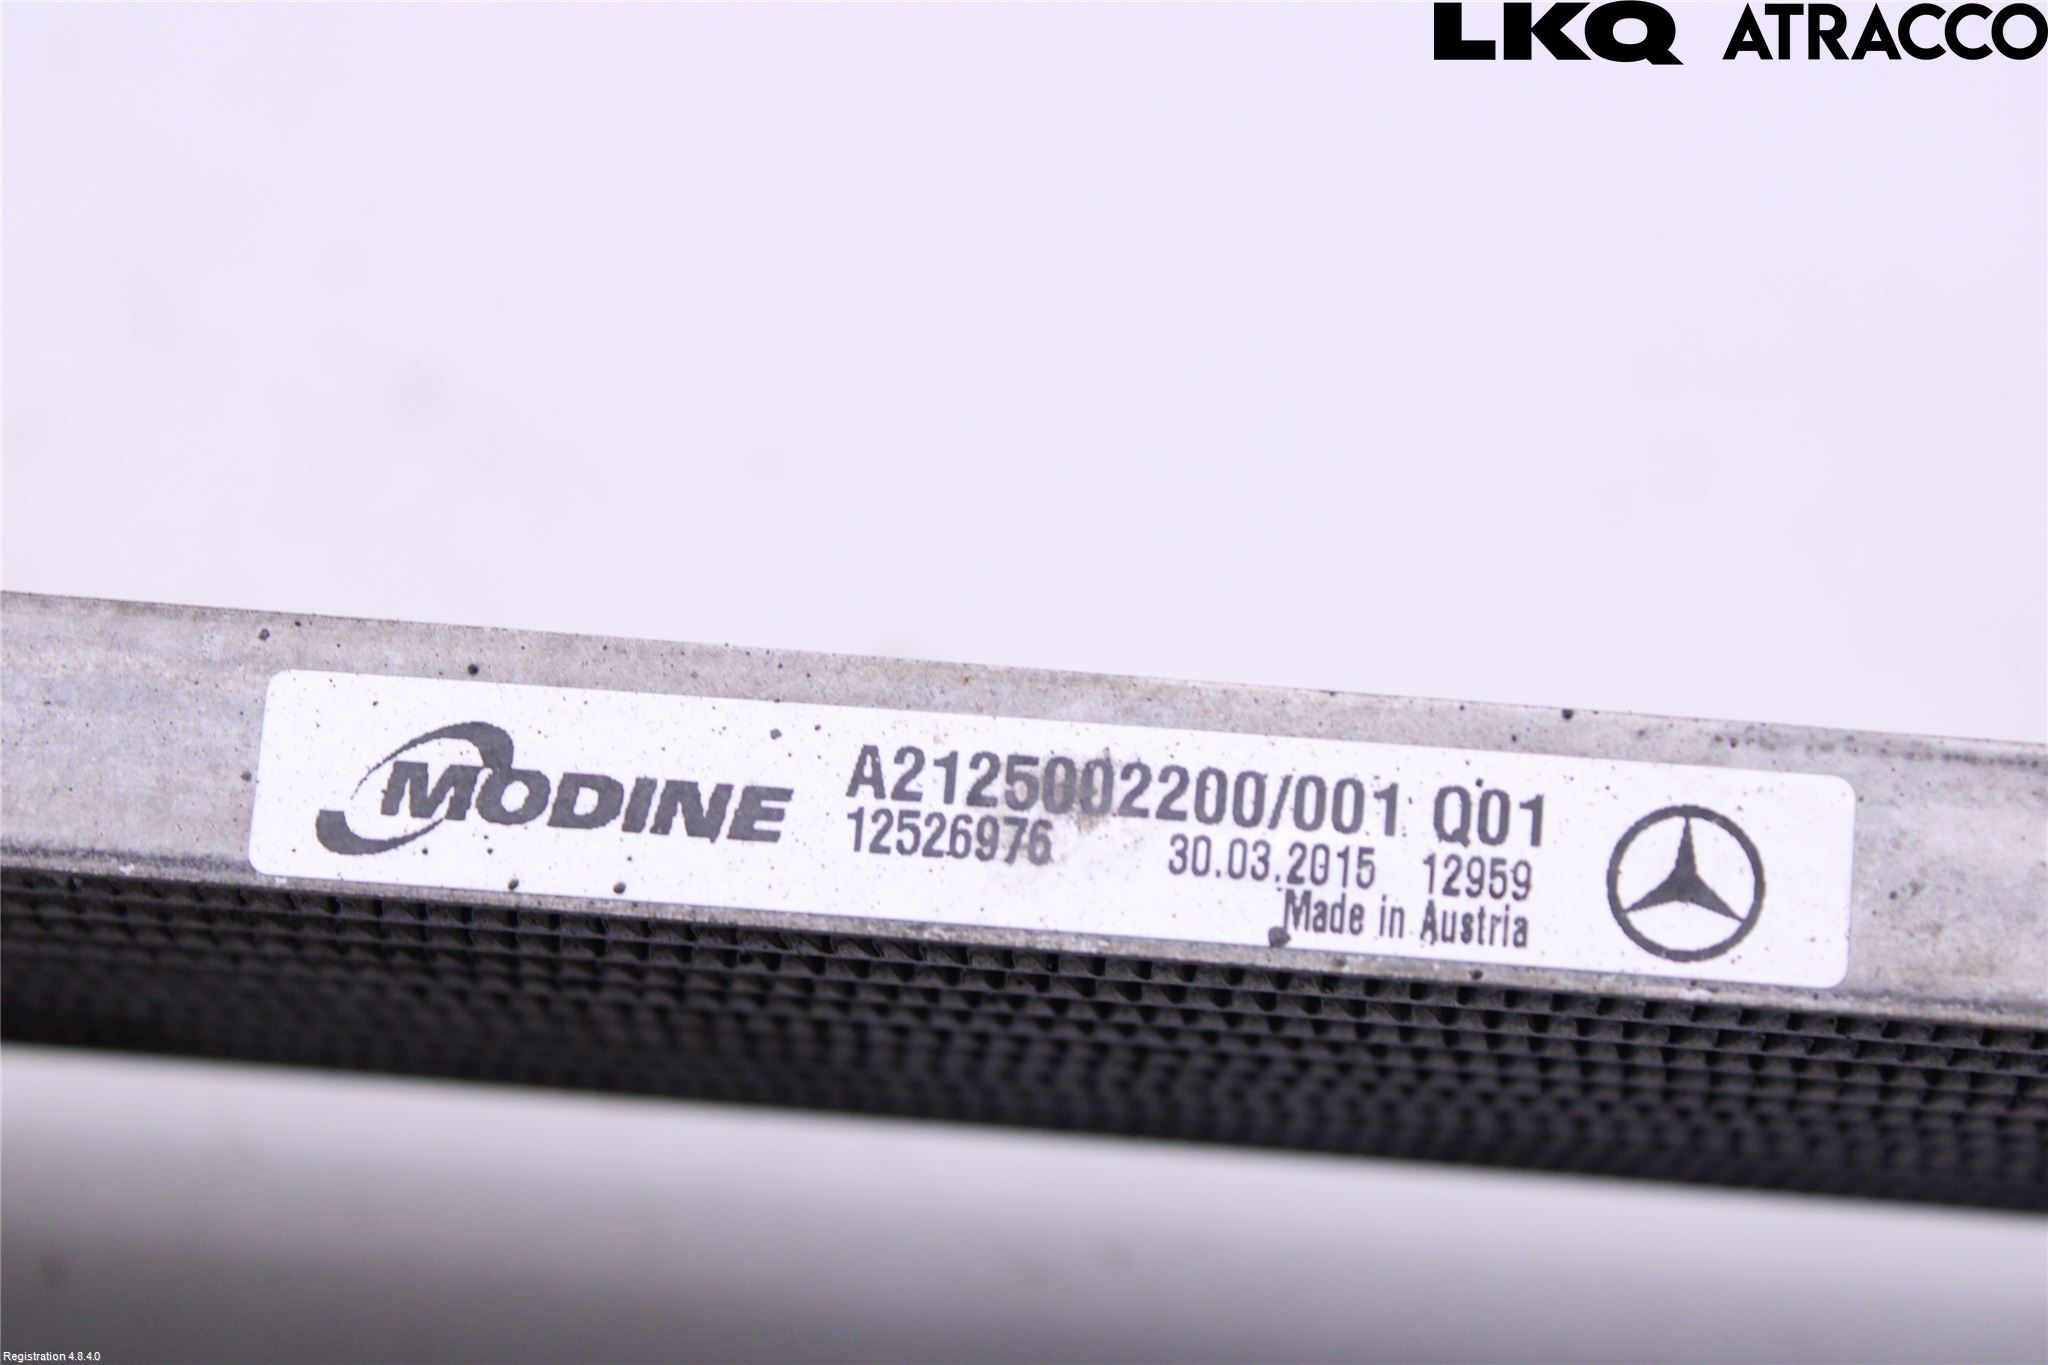 LKQ ATRACCO
MODINE
A2125002200/001 Q01
12526976
30.03.2015 12959
Made in Austria
Registration 4.8.4.0